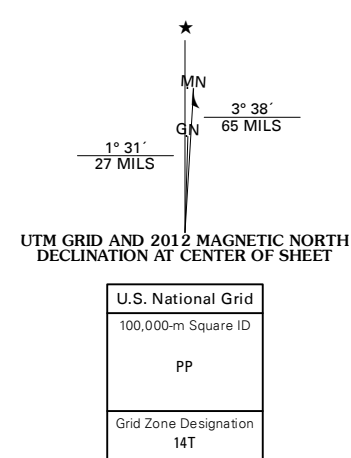 ★
MN
3° 38´
65 MILS
GN
1° 31´
27 MILS
UTM GRID AND 2012 MAGNETIC NORTH
DECLINATION AT CENTER OF SHEET
U.S. National Grid
100,000-m Square ID
PP
Grid Zone Designation
14T